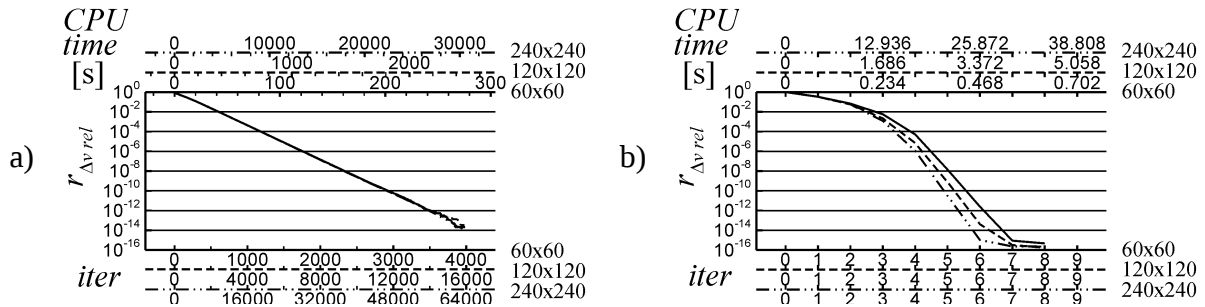 CPU
time
[s]
0 10000 20000 30000 240x240
0 1000 2000 120x120
0 100 200 300 60x60
a)
r Δv rel
10^0
10^-2
10^-4
10^-6
10^-8
10^-10
10^-12
10^-14
10^-16
iter
0 1000 2000 3000 4000 60x60
0 4000 8000 12000 16000 120x120
0 16000 32000 48000 64000 240x240
CPU
time
[s]
0 12.936 25.872 38.808 240x240
0 1.686 3.372 5.058 120x120
0 0.234 0.468 0.702 60x60
b)
r Δv rel
10^0
10^-2
10^-4
10^-6
10^-8
10^-10
10^-12
10^-14
10^-16
iter
0 1 2 3 4 5 6 7 8 9 60x60
0 1 2 3 4 5 6 7 8 9 120x120
0 1 2 3 4 5 6 7 8 9 240x240